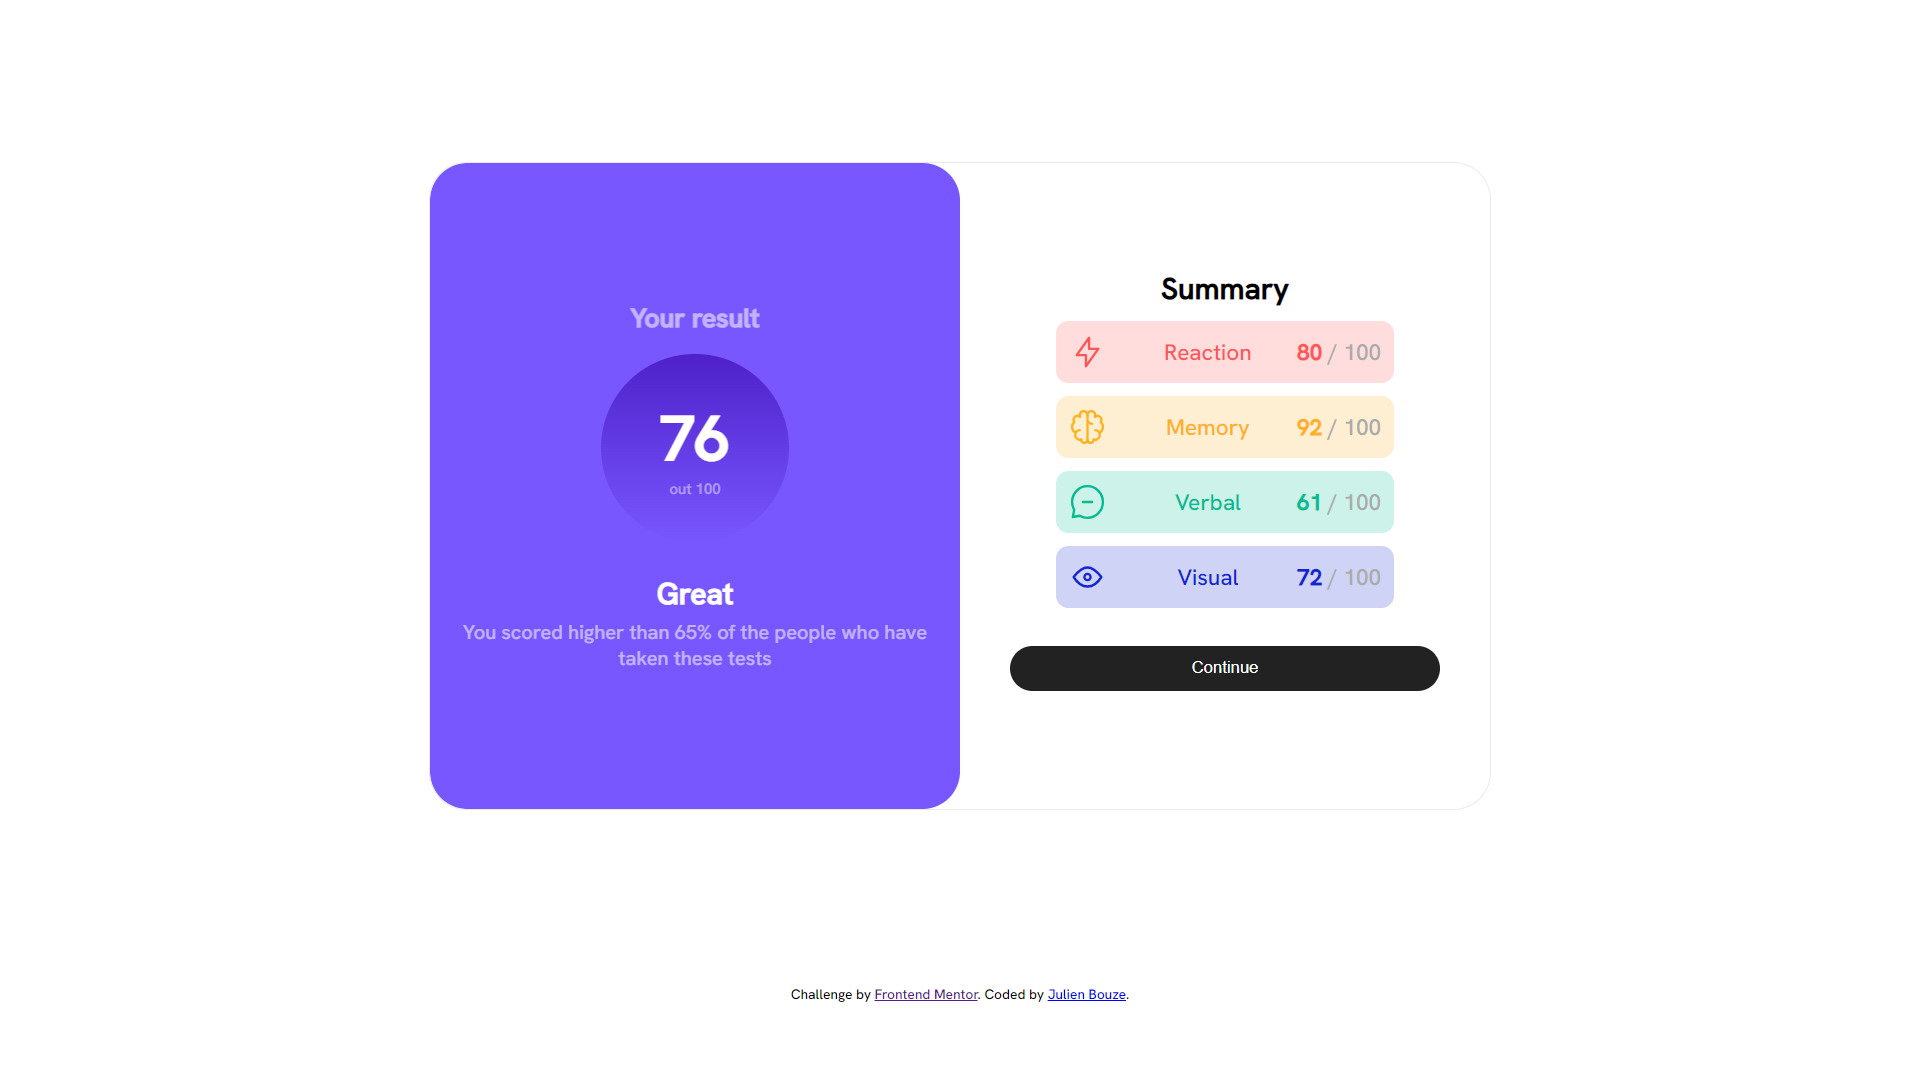 Your result
76
out 100
Great
You scored higher than 65% of the people who have
taken these tests
Summary
Reaction 80 / 100
Memory 92 / 100
Verbal 61 / 100
Visual 72 / 100
Continue
Challenge by Frontend Mentor. Coded by Julien Bouze.